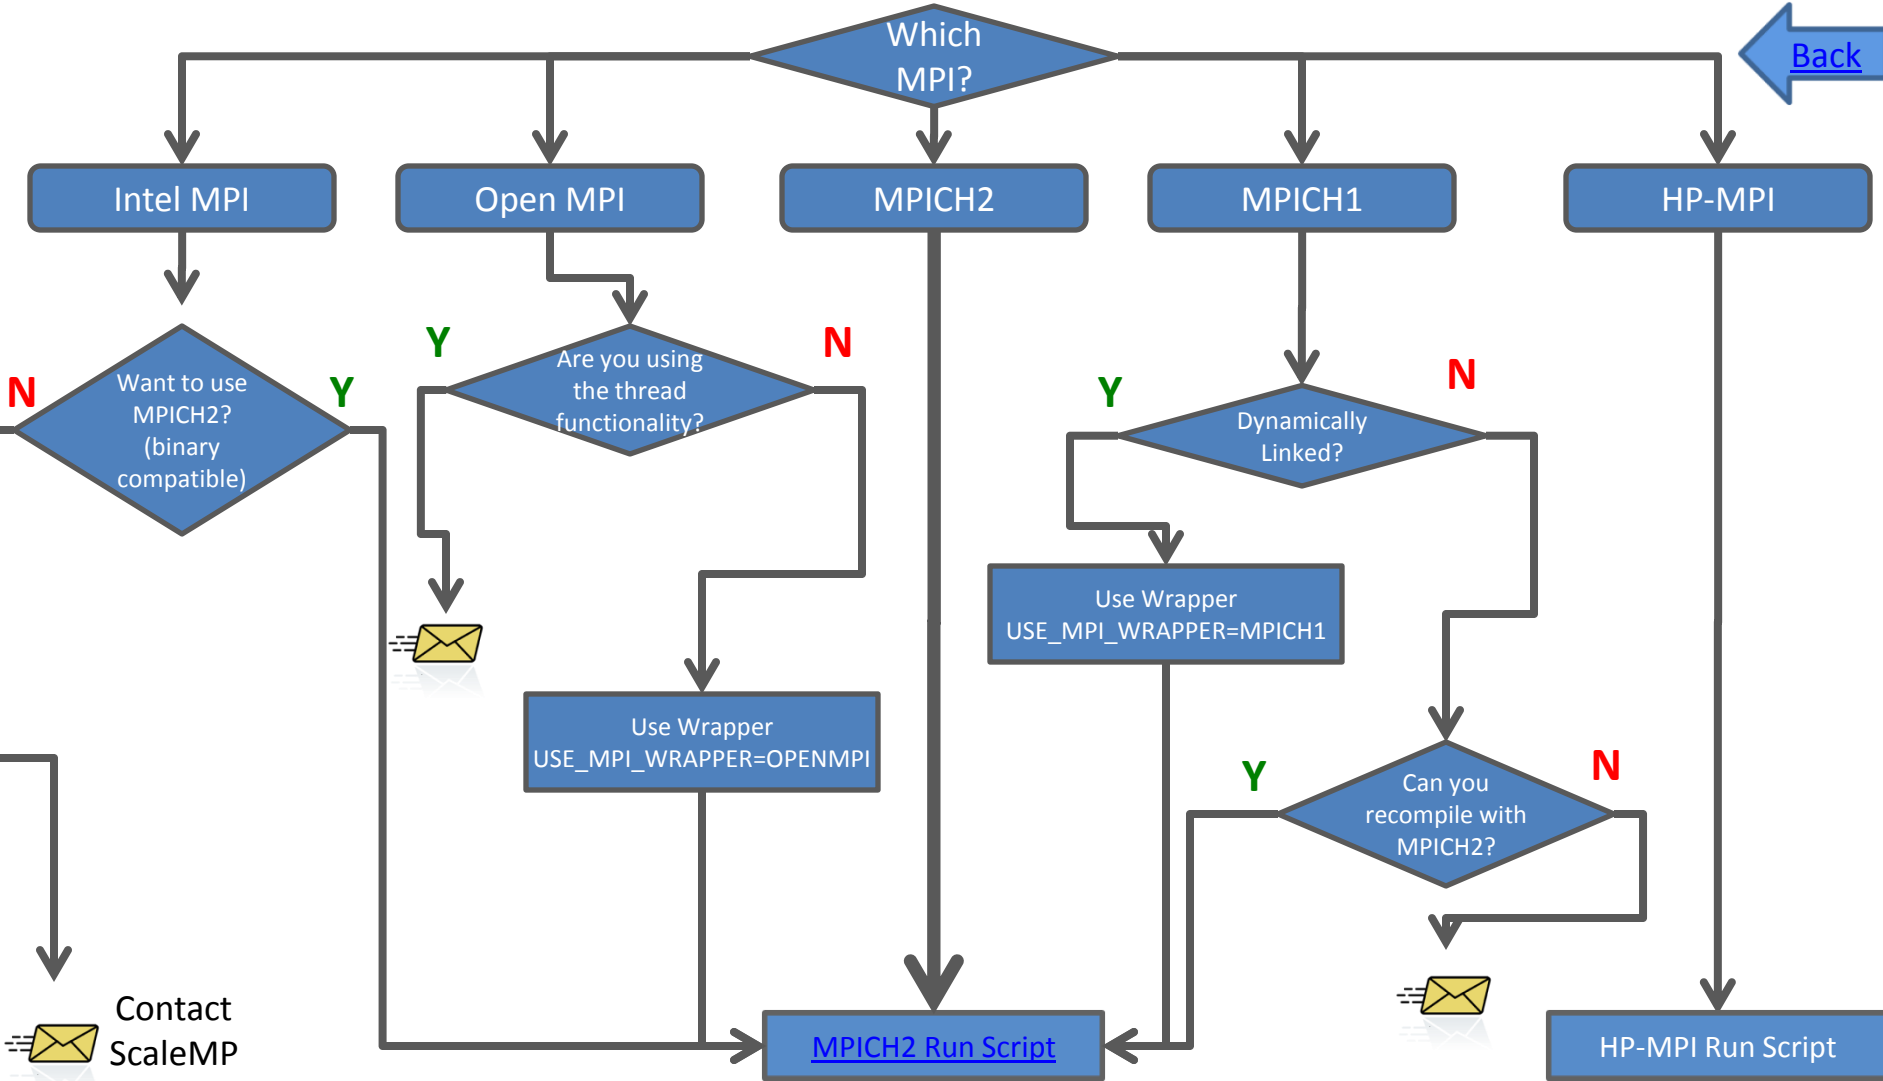 Which
MPI?
Back
Intel MPI
Open MPI
MPICH2
MPICH1
HP-MPI
N
Want to use
MPICH2?
(binary
compatible)
Y
Y
Are you using
the thread
functionality?
N
Y
Dynamically
Linked?
N
Use Wrapper
USE_MPI_WRAPPER=MPICH1
Use Wrapper
USE_MPI_WRAPPER=OPENMPI
Y
Can you
recompile with
MPICH2?
N
Contact
ScaleMP
MPICH2 Run Script
HP-MPI Run Script